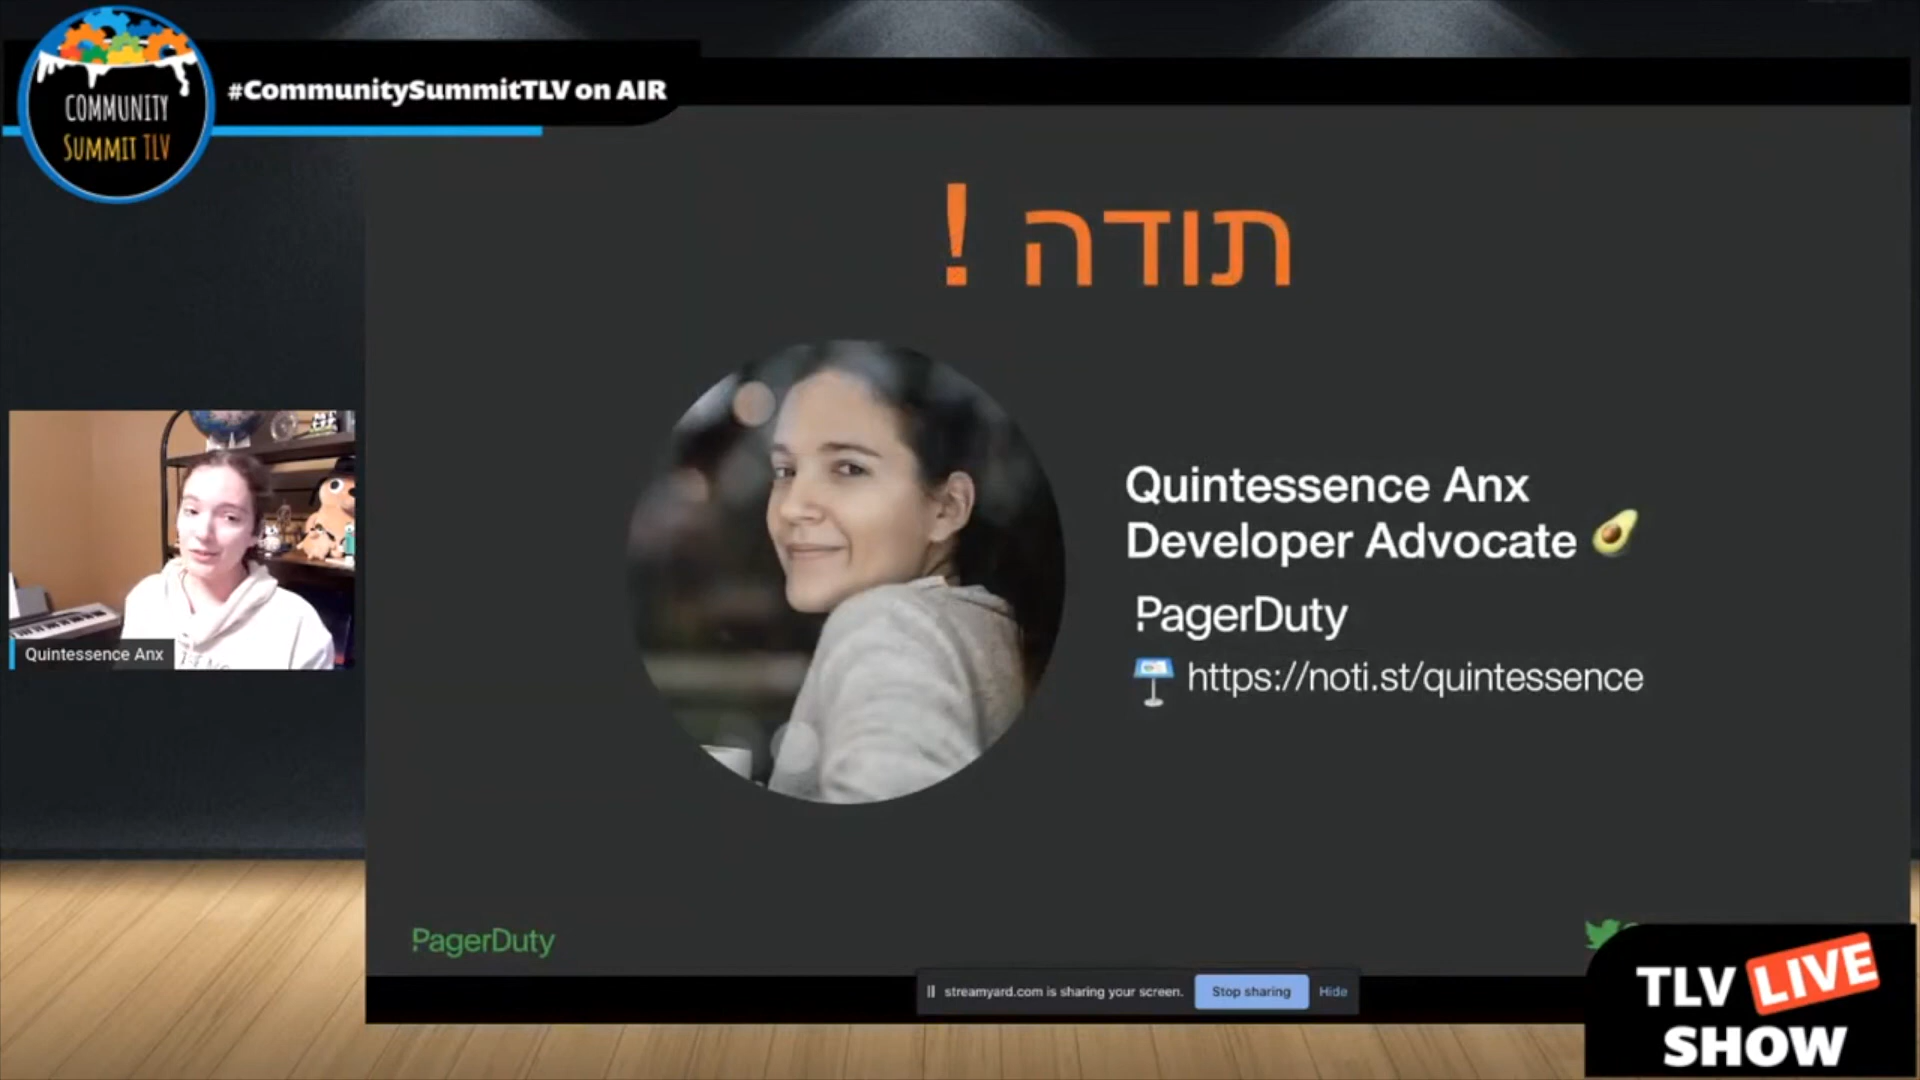 COMMUNITY
SUMMIT TLV
#CommunitySummitTLV on AIR
תודה !
Quintessence Anx
Developer Advocate 🥑
PagerDuty
https://noti.st/quintessence
Quintessence Anx
PagerDuty
streamyard.com is sharing your screen. Stop sharing Hide
TLV LIVE
SHOW